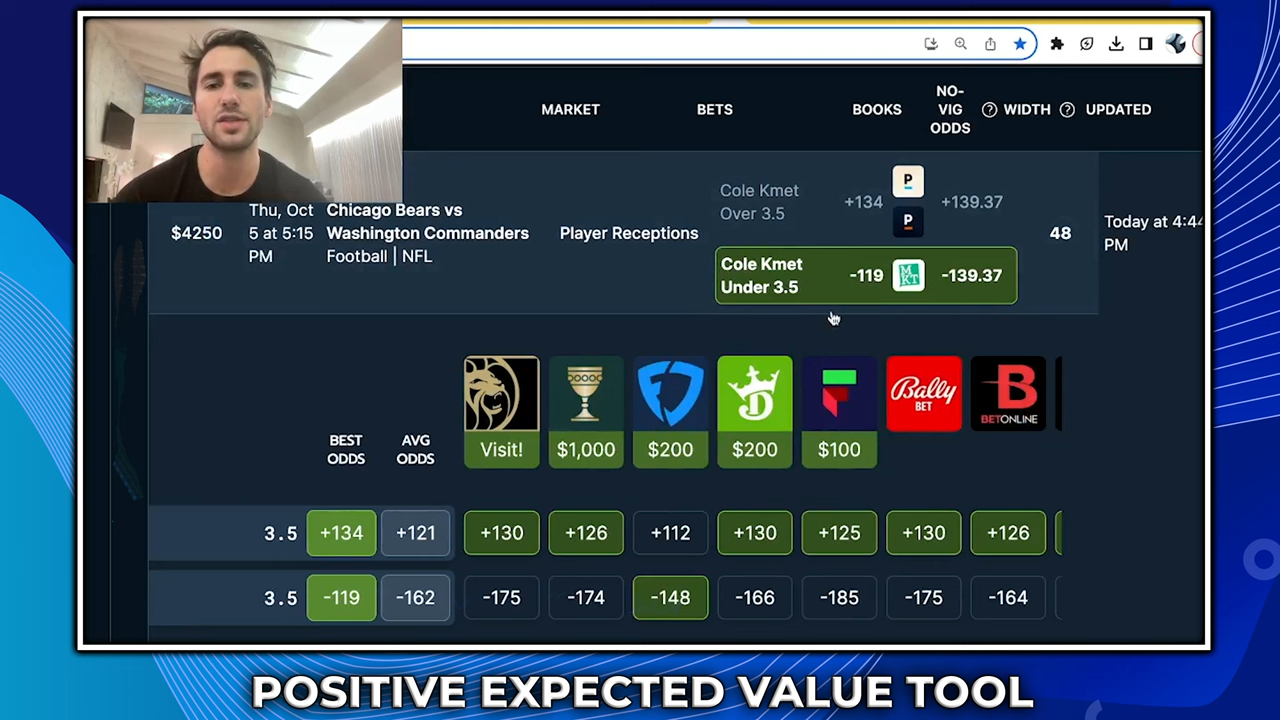 MARKET
BETS
BOOKS
NO-
VIG
ODDS
? WIDTH
? UPDATED
$4250
Thu, Oct
5 at 5:15
PM
Chicago Bears vs
Washington Commanders
Football | NFL
Player Receptions
Cole Kmet
Over 3.5
+134
P
P
+139.37
Cole Kmet
Under 3.5
-119
MKT
-139.37
48
Today at 4:44
PM
BEST
ODDS
AVG
ODDS
Visit!
$1,000
$200
$200
$100
Bally
BET
B
BETONLINE
3.5 +134 +121 +130 +126 +112 +130 +125 +130 +126
3.5 -119 -162 -175 -174 -148 -166 -185 -175 -164
POSITIVE EXPECTED VALUE TOOL